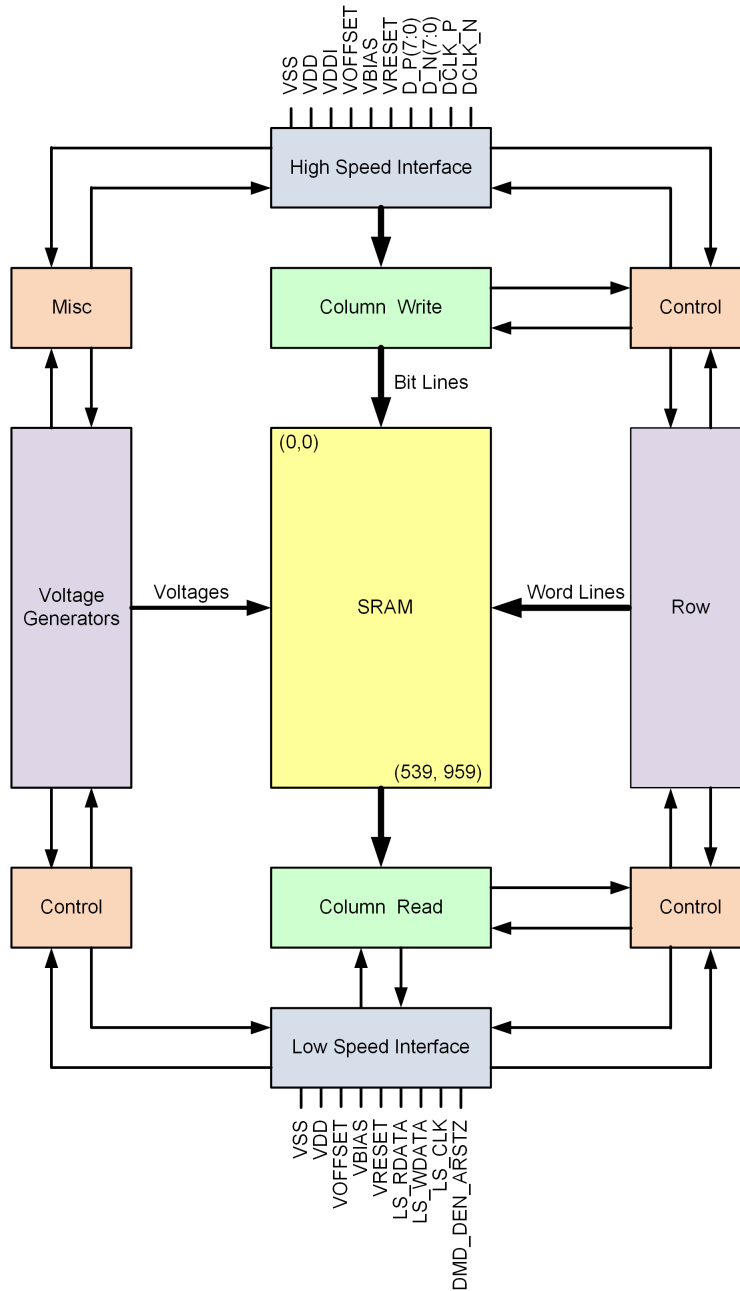 VSS
VDD
VDDI
VOFFSET
VBIAS
VRESET
D_P(7:0)
D_N(7:0)
DCLK_P
DCLK_N
High Speed Interface
Misc
Column Write
Control
Bit Lines
(0,0)
Voltage
Generators
Voltages
SRAM
Word Lines
Row
(539, 959)
Control
Column Read
Control
Low Speed Interface
VSS
VDD
VOFFSET
VBIAS
VRESET
LS_RDATA
LS_WDATA
LS_CLK
DMD_DEN_ARSTZ